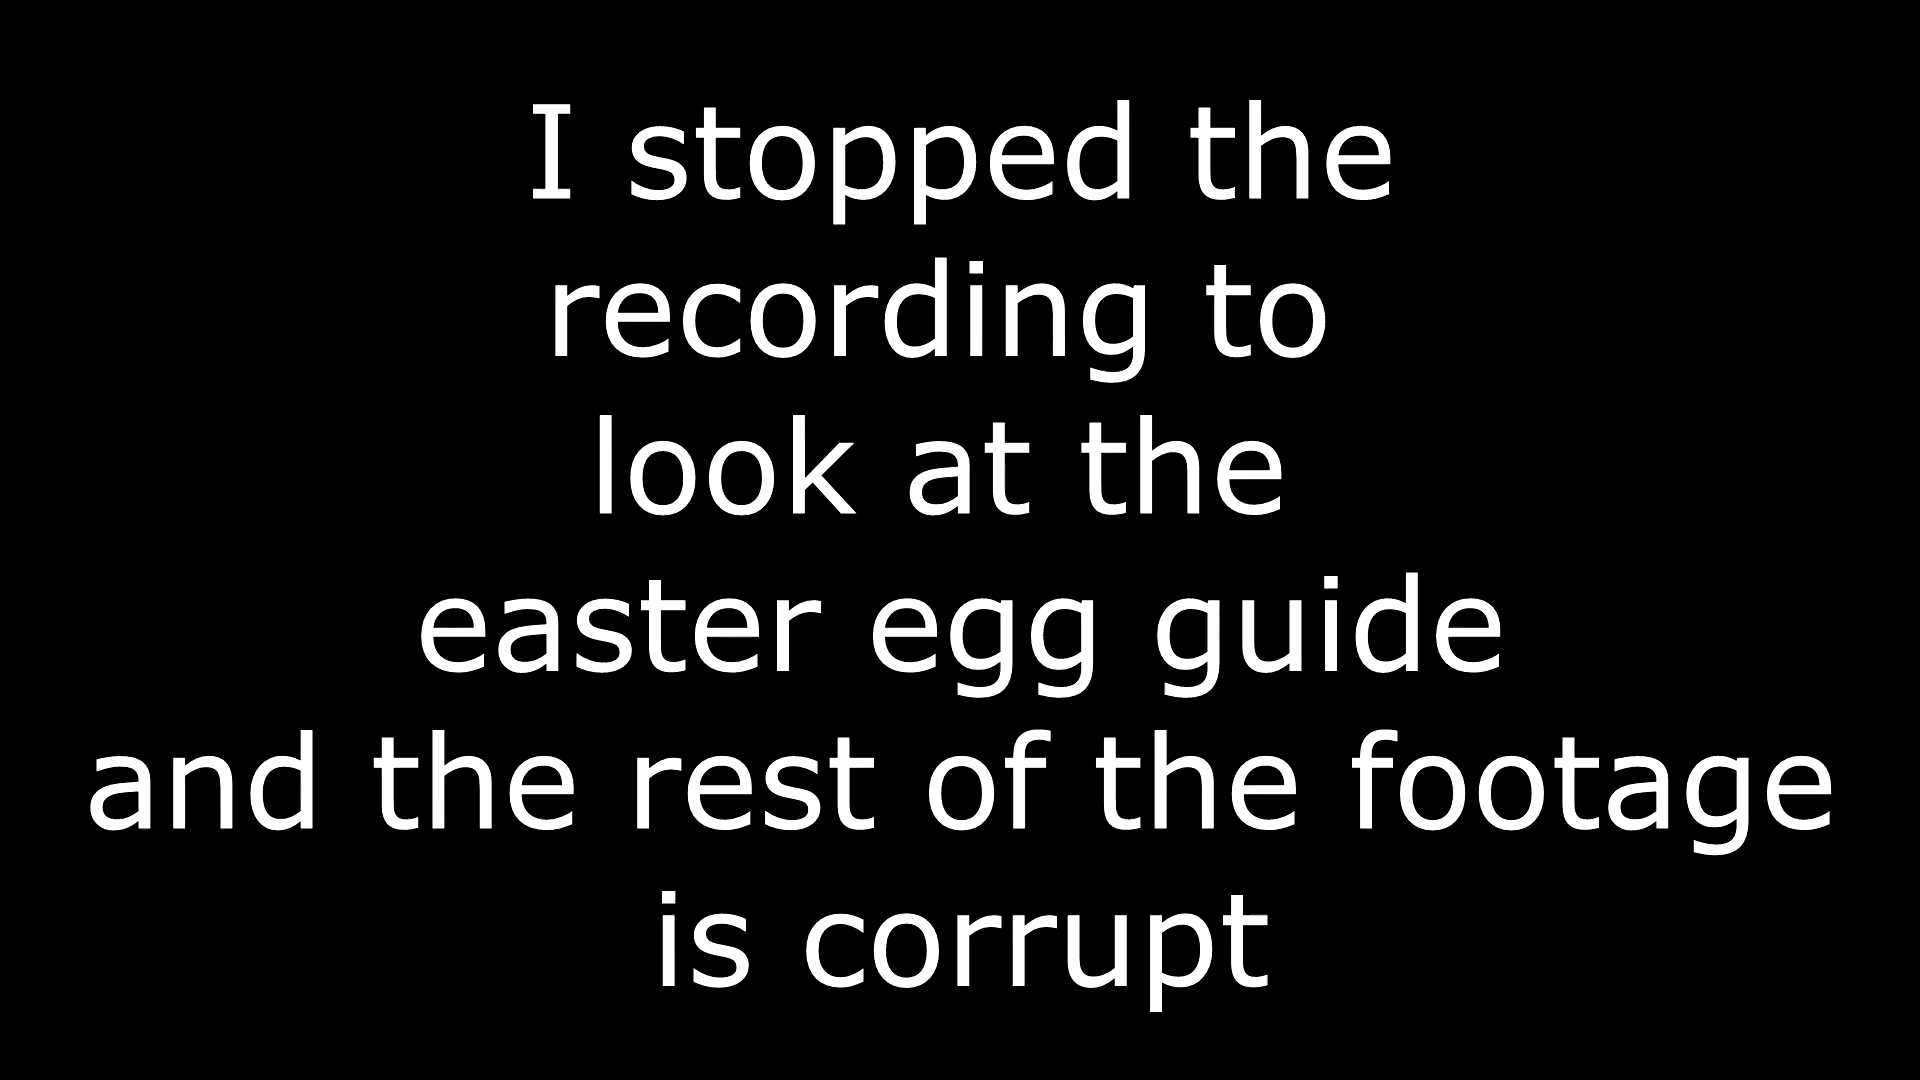 I stopped the
recording to
look at the
easter egg guide
and the rest of the footage
is corrupt